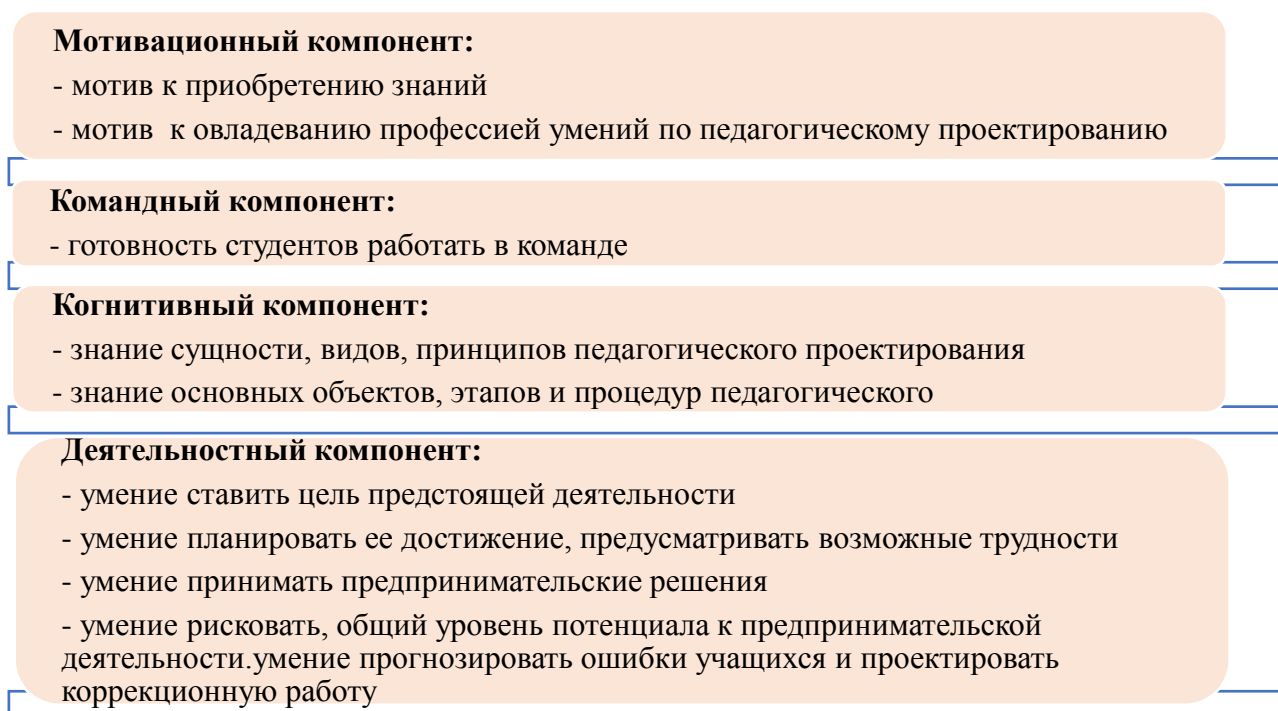 Мотивационный компонент:
- мотив к приобретению знаний
- мотив  к овладеванию профессией умений по педагогическому проектированию
Командный компонент:
- готовность студентов работать в команде
Когнитивный компонент:
- знание сущности, видов, принципов педагогического проектирования
- знание основных объектов, этапов и процедур педагогического
Деятельностный компонент:
- умение ставить цель предстоящей деятельности
- умение планировать ее достижение, предусматривать возможные трудности
- умение принимать предпринимательские решения
- умение рисковать, общий уровень потенциала к предпринимательской
деятельности.умение прогнозировать ошибки учащихся и проектировать
коррекционную работу